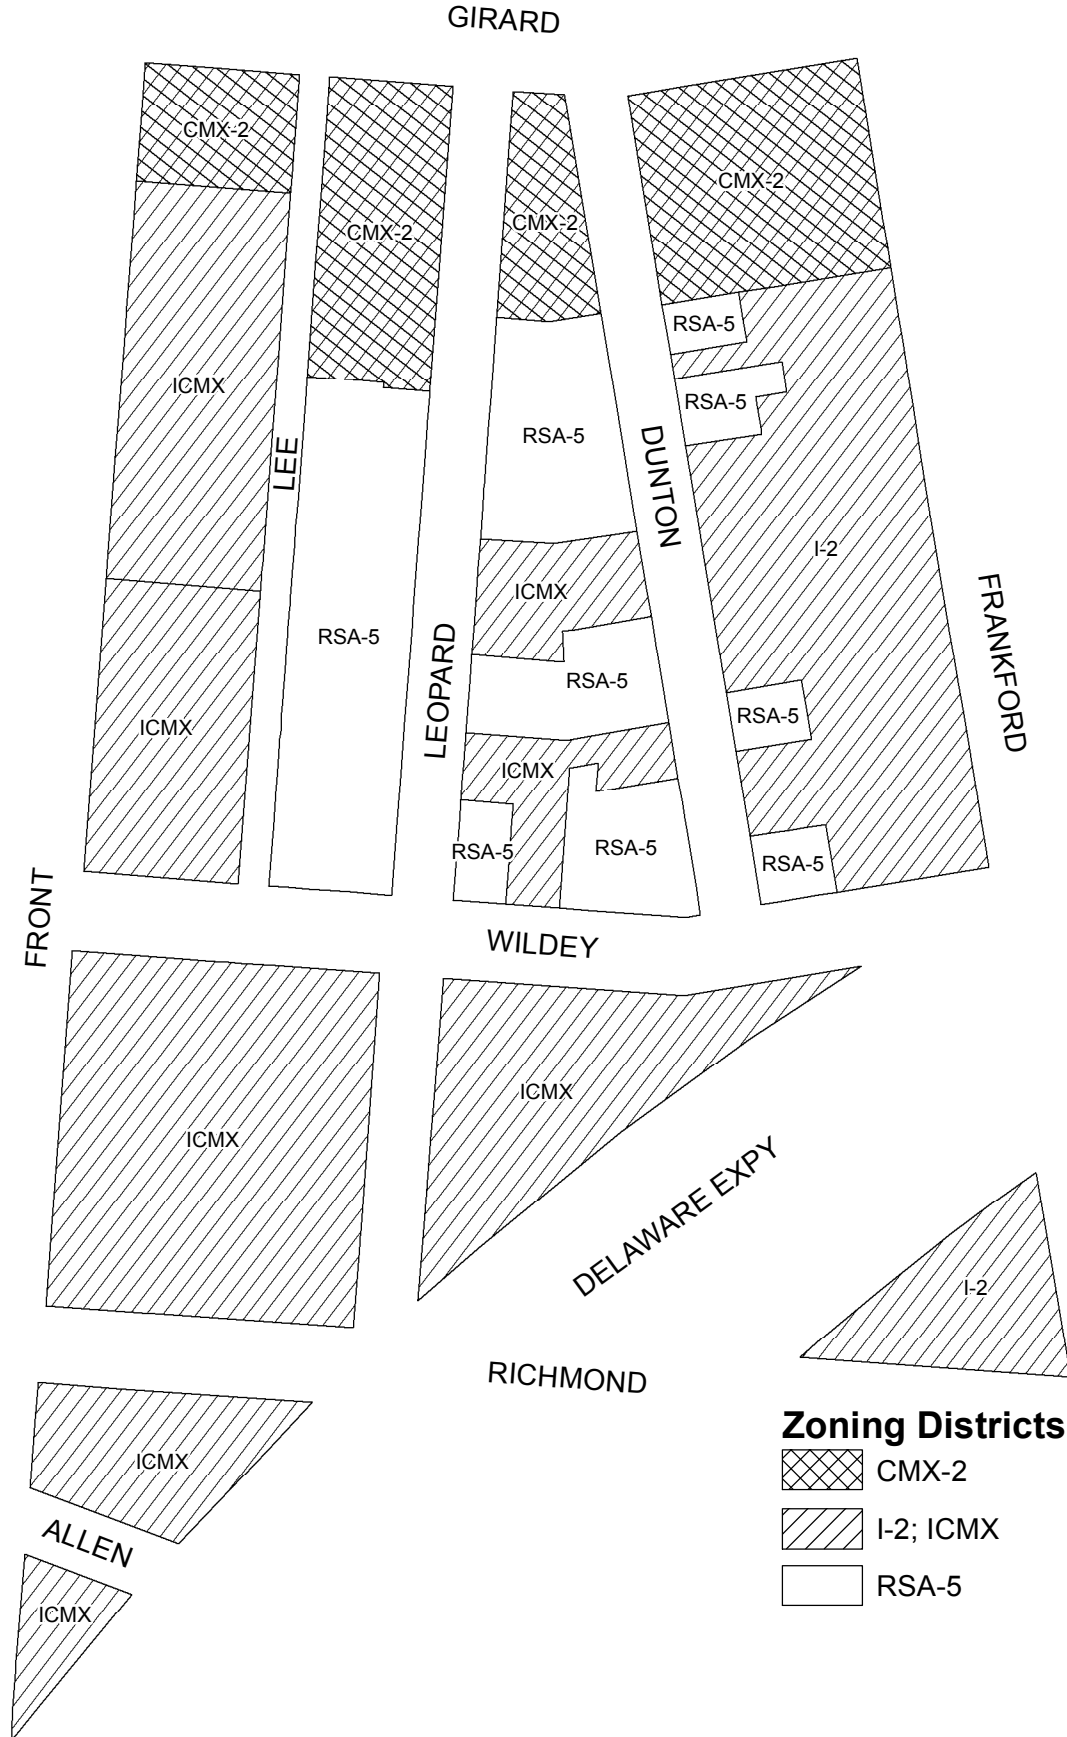 GIRARD
CMX-2
CMX-2
CMX-2
CMX-2
RSA-5
ICMX
RSA-5
RSA-5
LEE
DUNTON
I-2
ICMX
RSA-5
LEOPARD
RSA-5
FRANKFORD
RSA-5
ICMX
ICMX
RSA-5
RSA-5
RSA-5
FRONT
WILDEY
ICMX
ICMX
DELAWARE EXPY
I-2
RICHMOND
Zoning Districts
CMX-2
I-2; ICMX
RSA-5
ICMX
ALLEN
ICMX